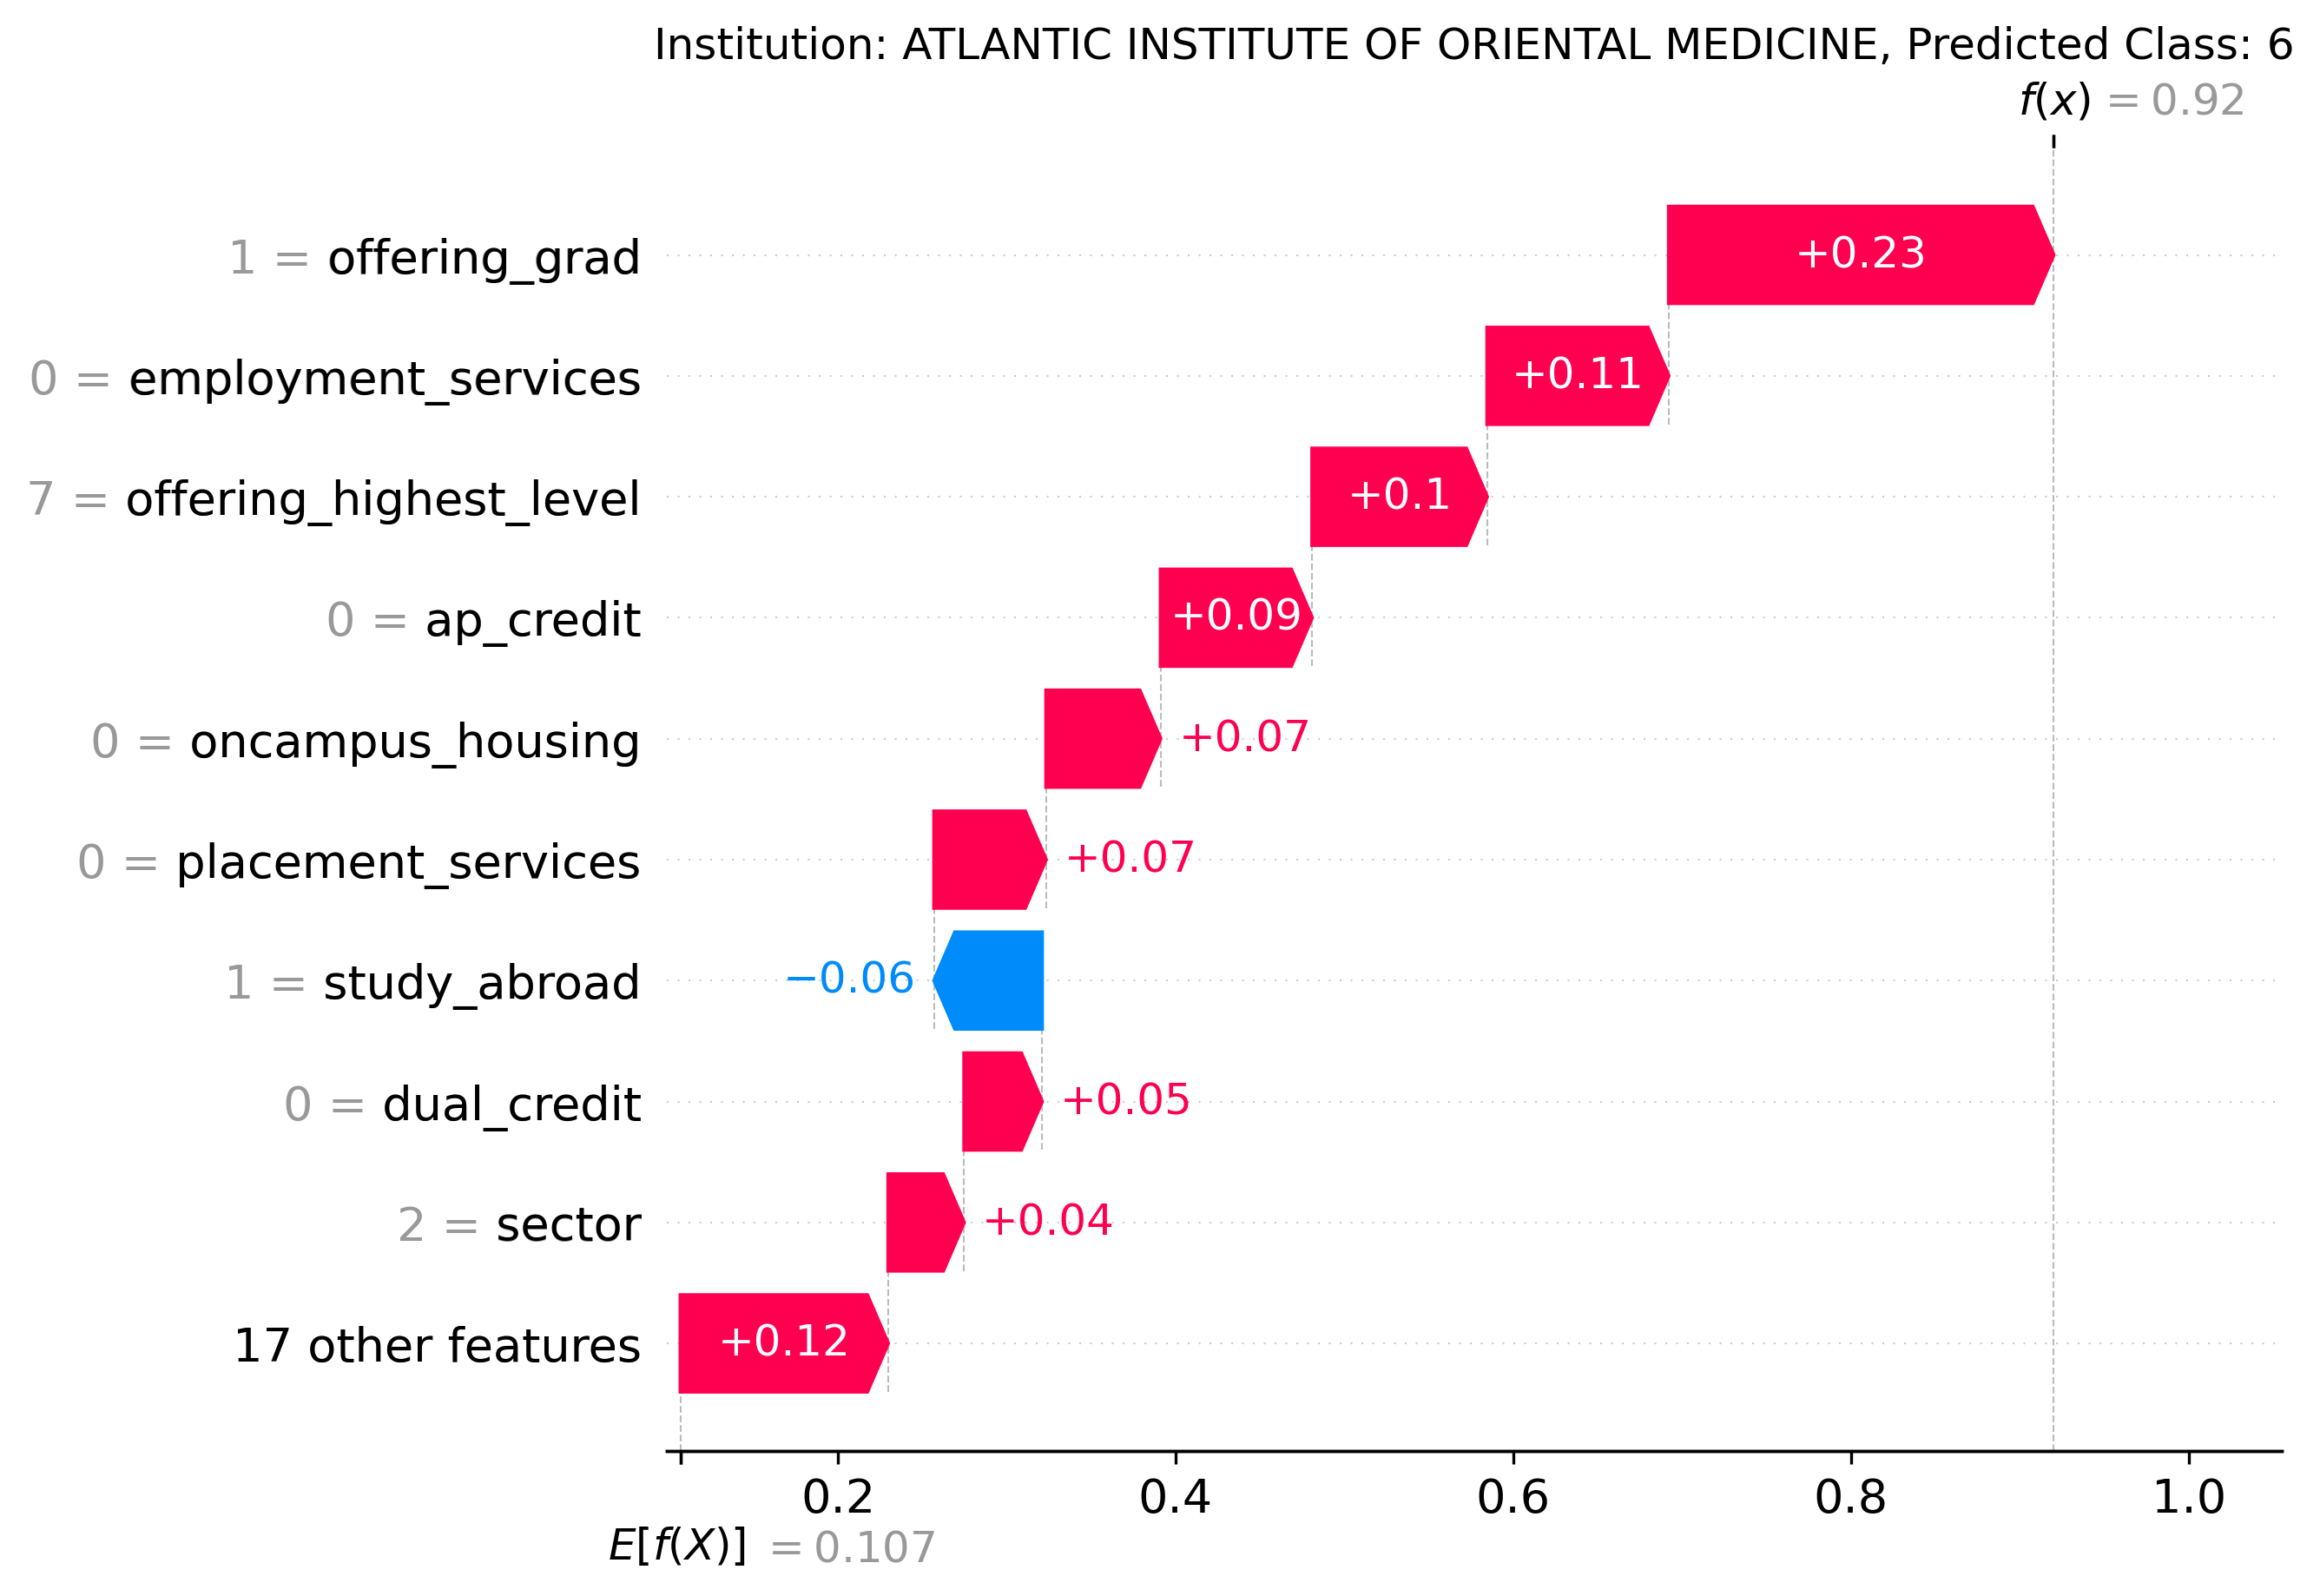 Institution: ATLANTIC INSTITUTE OF ORIENTAL MEDICINE, Predicted Class: 6
f(x) = 0.92
1 = offering_grad +0.23
0 = employment_services +0.11
7 = offering_highest_level +0.1
0 = ap_credit +0.09
0 = oncampus_housing +0.07
0 = placement_services +0.07
1 = study_abroad −0.06
0 = dual_credit +0.05
2 = sector +0.04
17 other features +0.12
0.2 0.4 0.6 0.8 1.0
E[f(X)] = 0.107